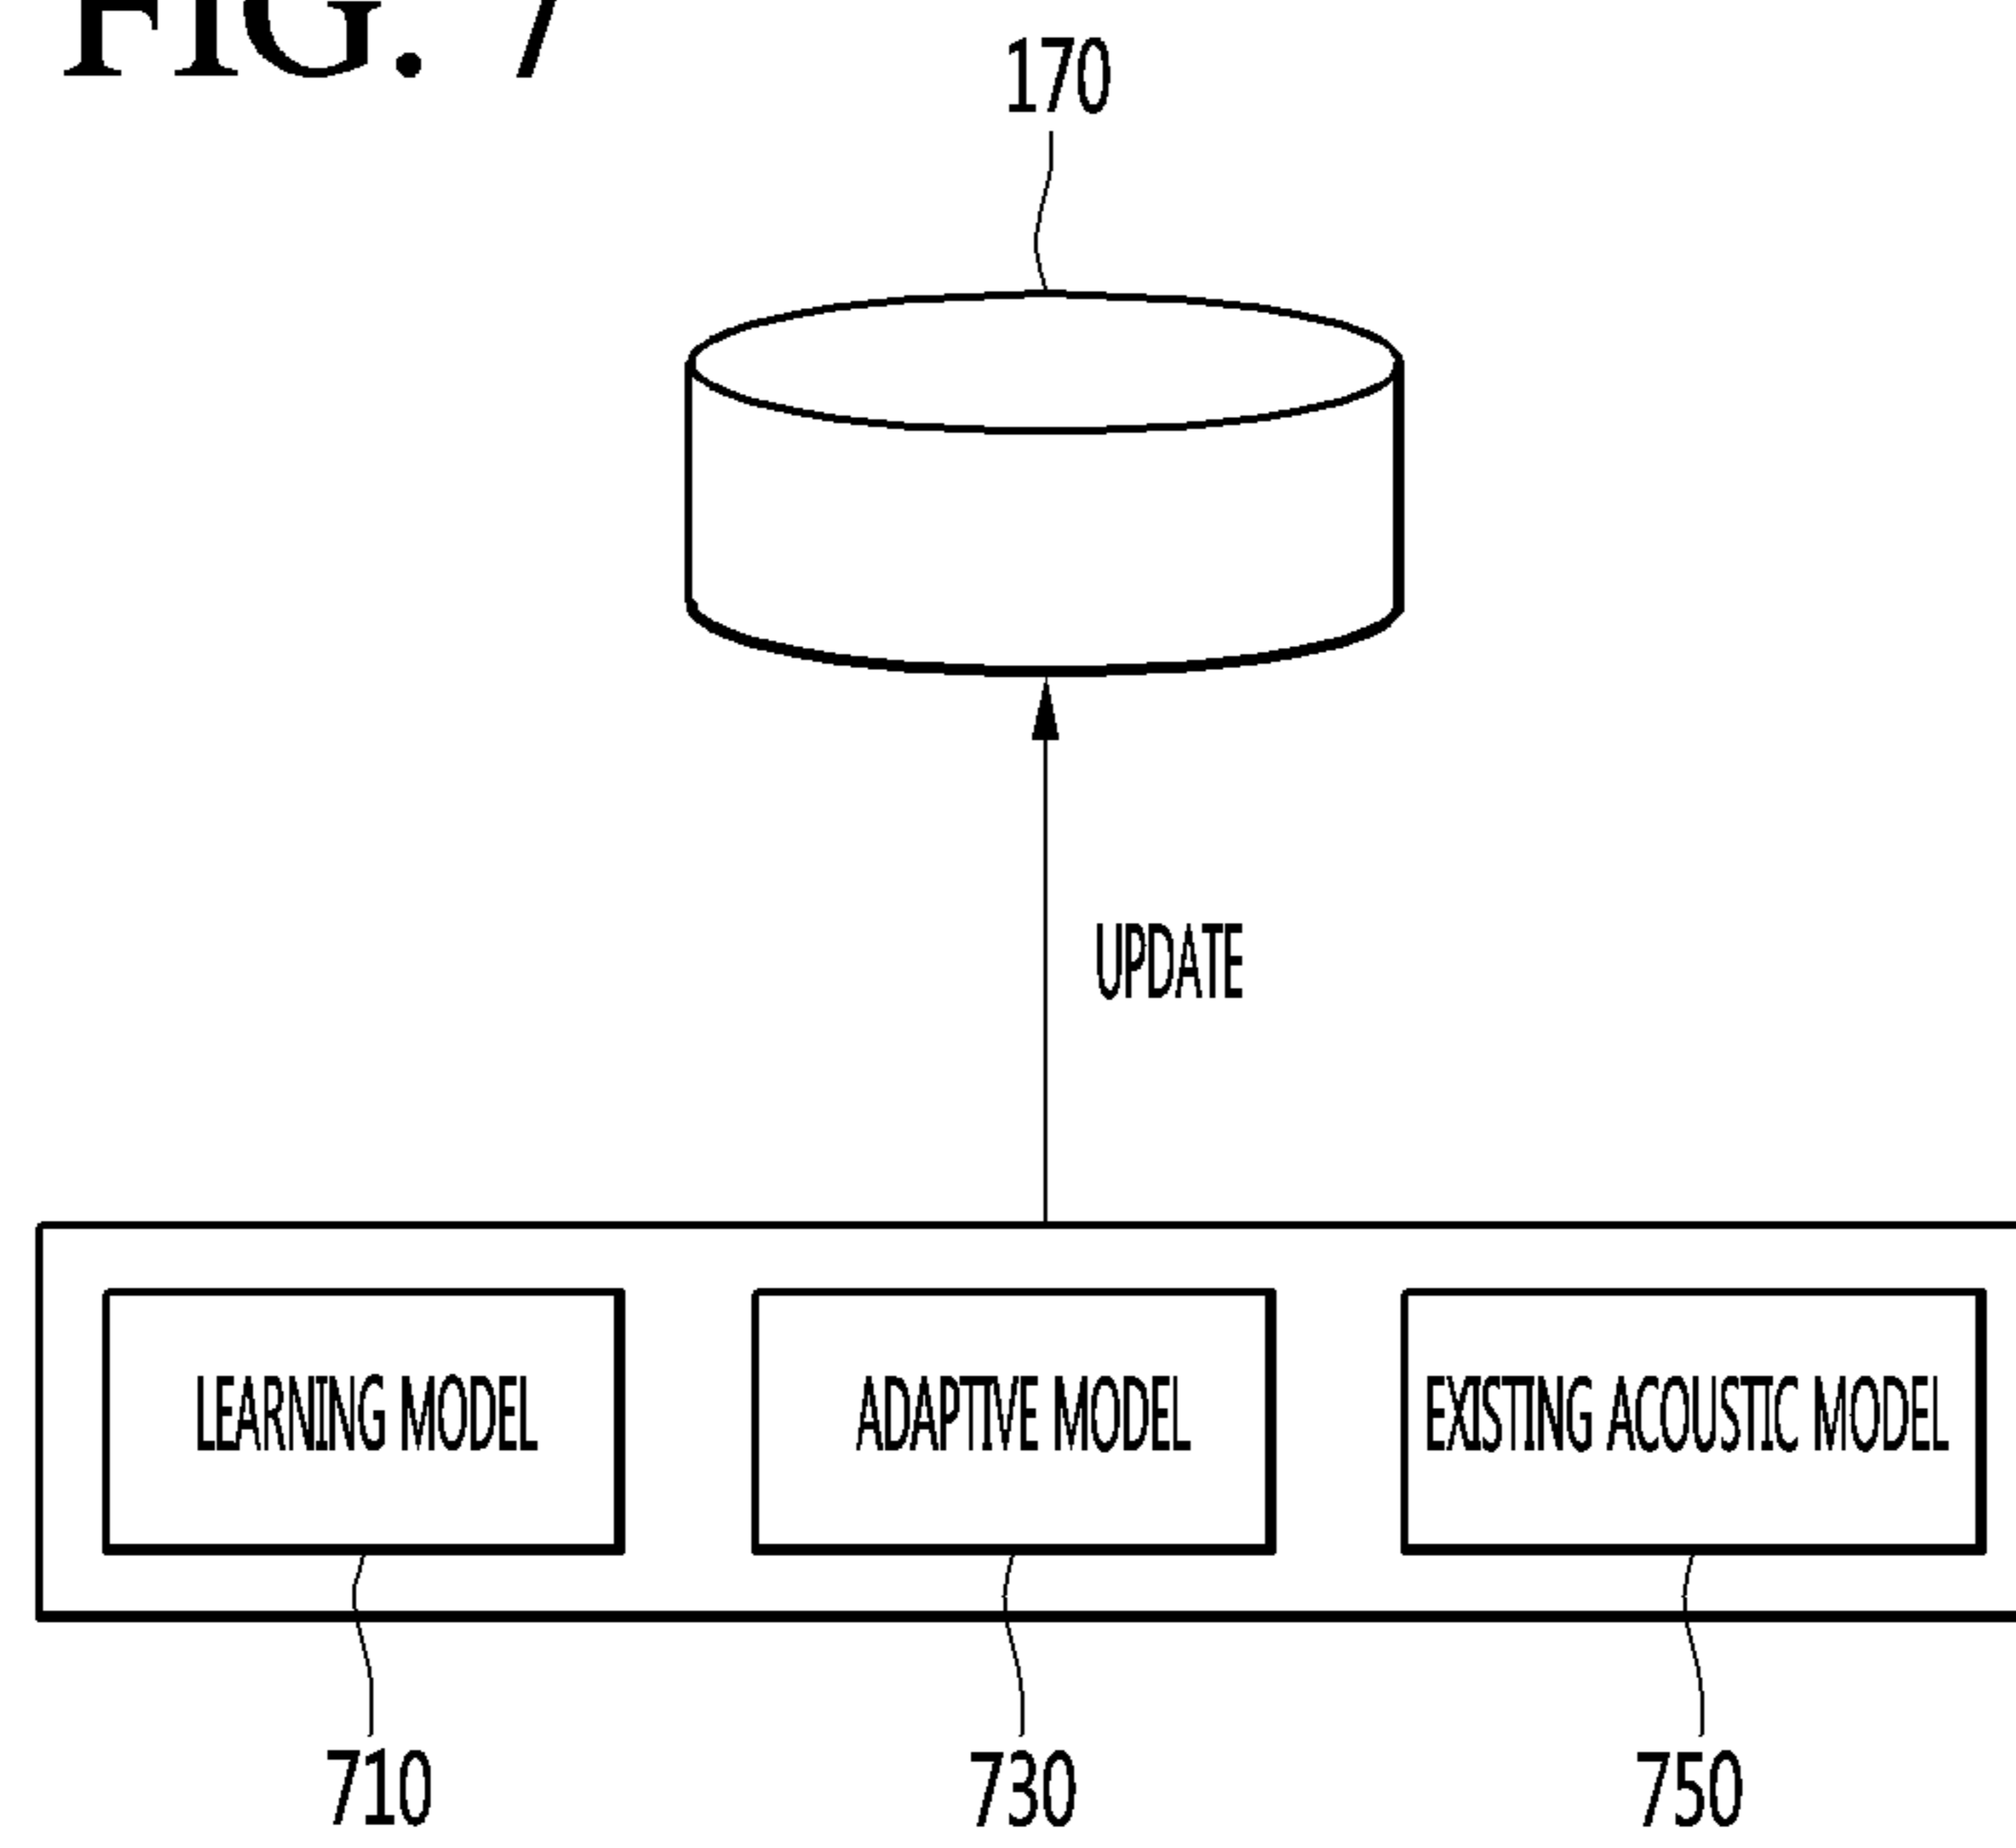 FIG. 7
170
UPDATE
LEARNING MODEL
ADAPTIVE MODEL
EXISTING ACOUSTIC MODEL
710
730
750